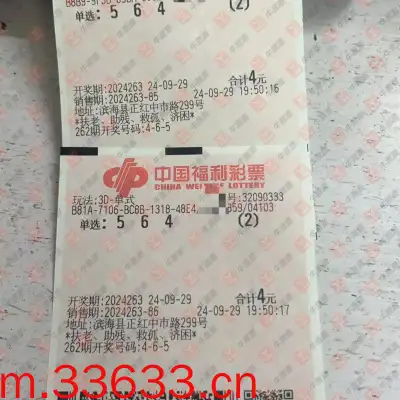 单选: 5 6 4 (2)
开奖期:2024263 24-09-29 合计4元
销售期:2024263-85 24-09-29 19:50:16
地址:滨海县正红中市路299号
*扶老、助残、救孤、济困*
262期开奖号码:4-6-5
中国福利彩票
CHINA WELFARE LOTTERY
玩法:3D-单式 号:32090333
B81A-7106-BC8B-1318-48E4 p59/04103
单选: 5 6 4 (2)
开奖期:2024263 24-09-29 合计4元
销售期:2024263-86 24-09-29 19:50:17
地址:滨海县正红中市路299号
*扶老、助残、救孤、济困*
262期开奖号码:4-6-5
m.33633.cn